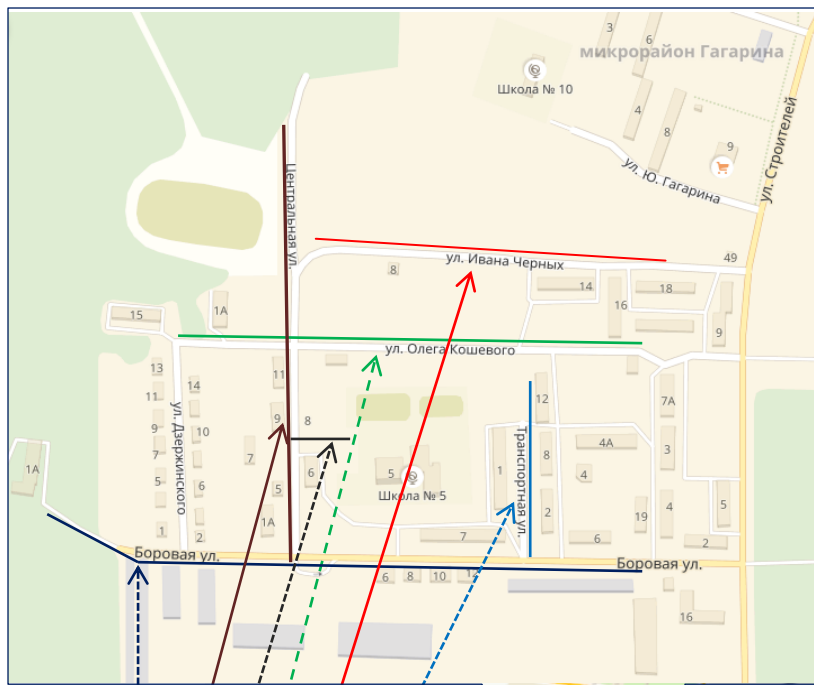 3
6
микрорайон Гагарина
Школа № 10
4
8
9
ул. Строителей
ул. Ю. Гагарина
Центральная ул.
ул. Ивана Черных
49
8
14
18
16
9
1А
15
ул. Олега Кошевого
13
14
11
11
12
7А
ул. Дзержинского
9
10
9
8
Транспортная ул.
7
7
8
4А
3
1А
5
6
5
6
5
Школа № 5
1
4
2
19
4
5
1
2
1А
7
6
2
Боровая ул.
Боровая ул.
6
8
10
12
16